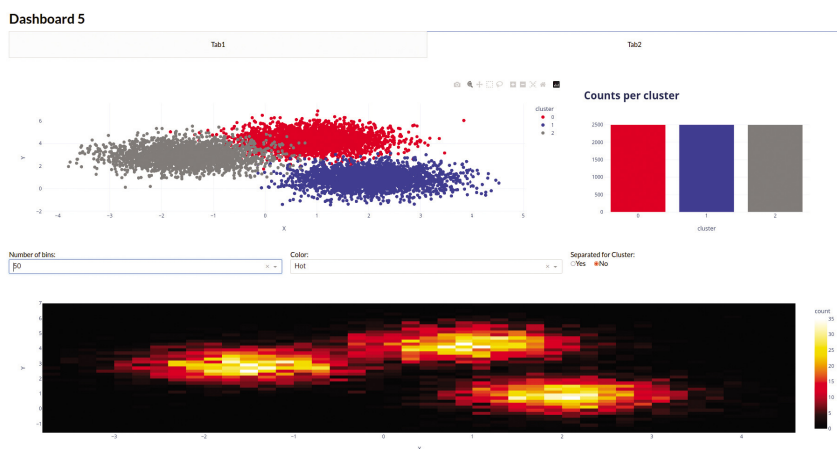 Dashboard 5
Tab1 Tab2
cluster
0
1
2
Y
6
4
2
0
−2
−4 −3 −2 −1 0 1 2 3 4 5
X
Counts per cluster
2500
2000
1500
1000
500
0
0 1 2
cluster
Number of bins:
50
Color:
Hot
Separated for Cluster:
Yes No
Y
7
6
5
4
3
2
1
0
−1
−3 −2 −1 0 1 2 3 4
X
count
35
30
25
20
15
10
5
0